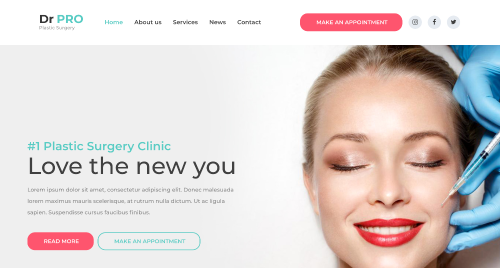 Dr PRO
Plastic Surgery
Home About us Services News Contact
MAKE AN APPOINTMENT
#1 Plastic Surgery Clinic
Love the new you
Lorem ipsum dolor sit amet, consectetur adipiscing elit. Donec malesuada
lorem maximus mauris scelerisque, at rutrum nulla dictum. Ut ac ligula
sapien. Suspendisse cursus faucibus finibus.
READ MORE MAKE AN APPOINTMENT